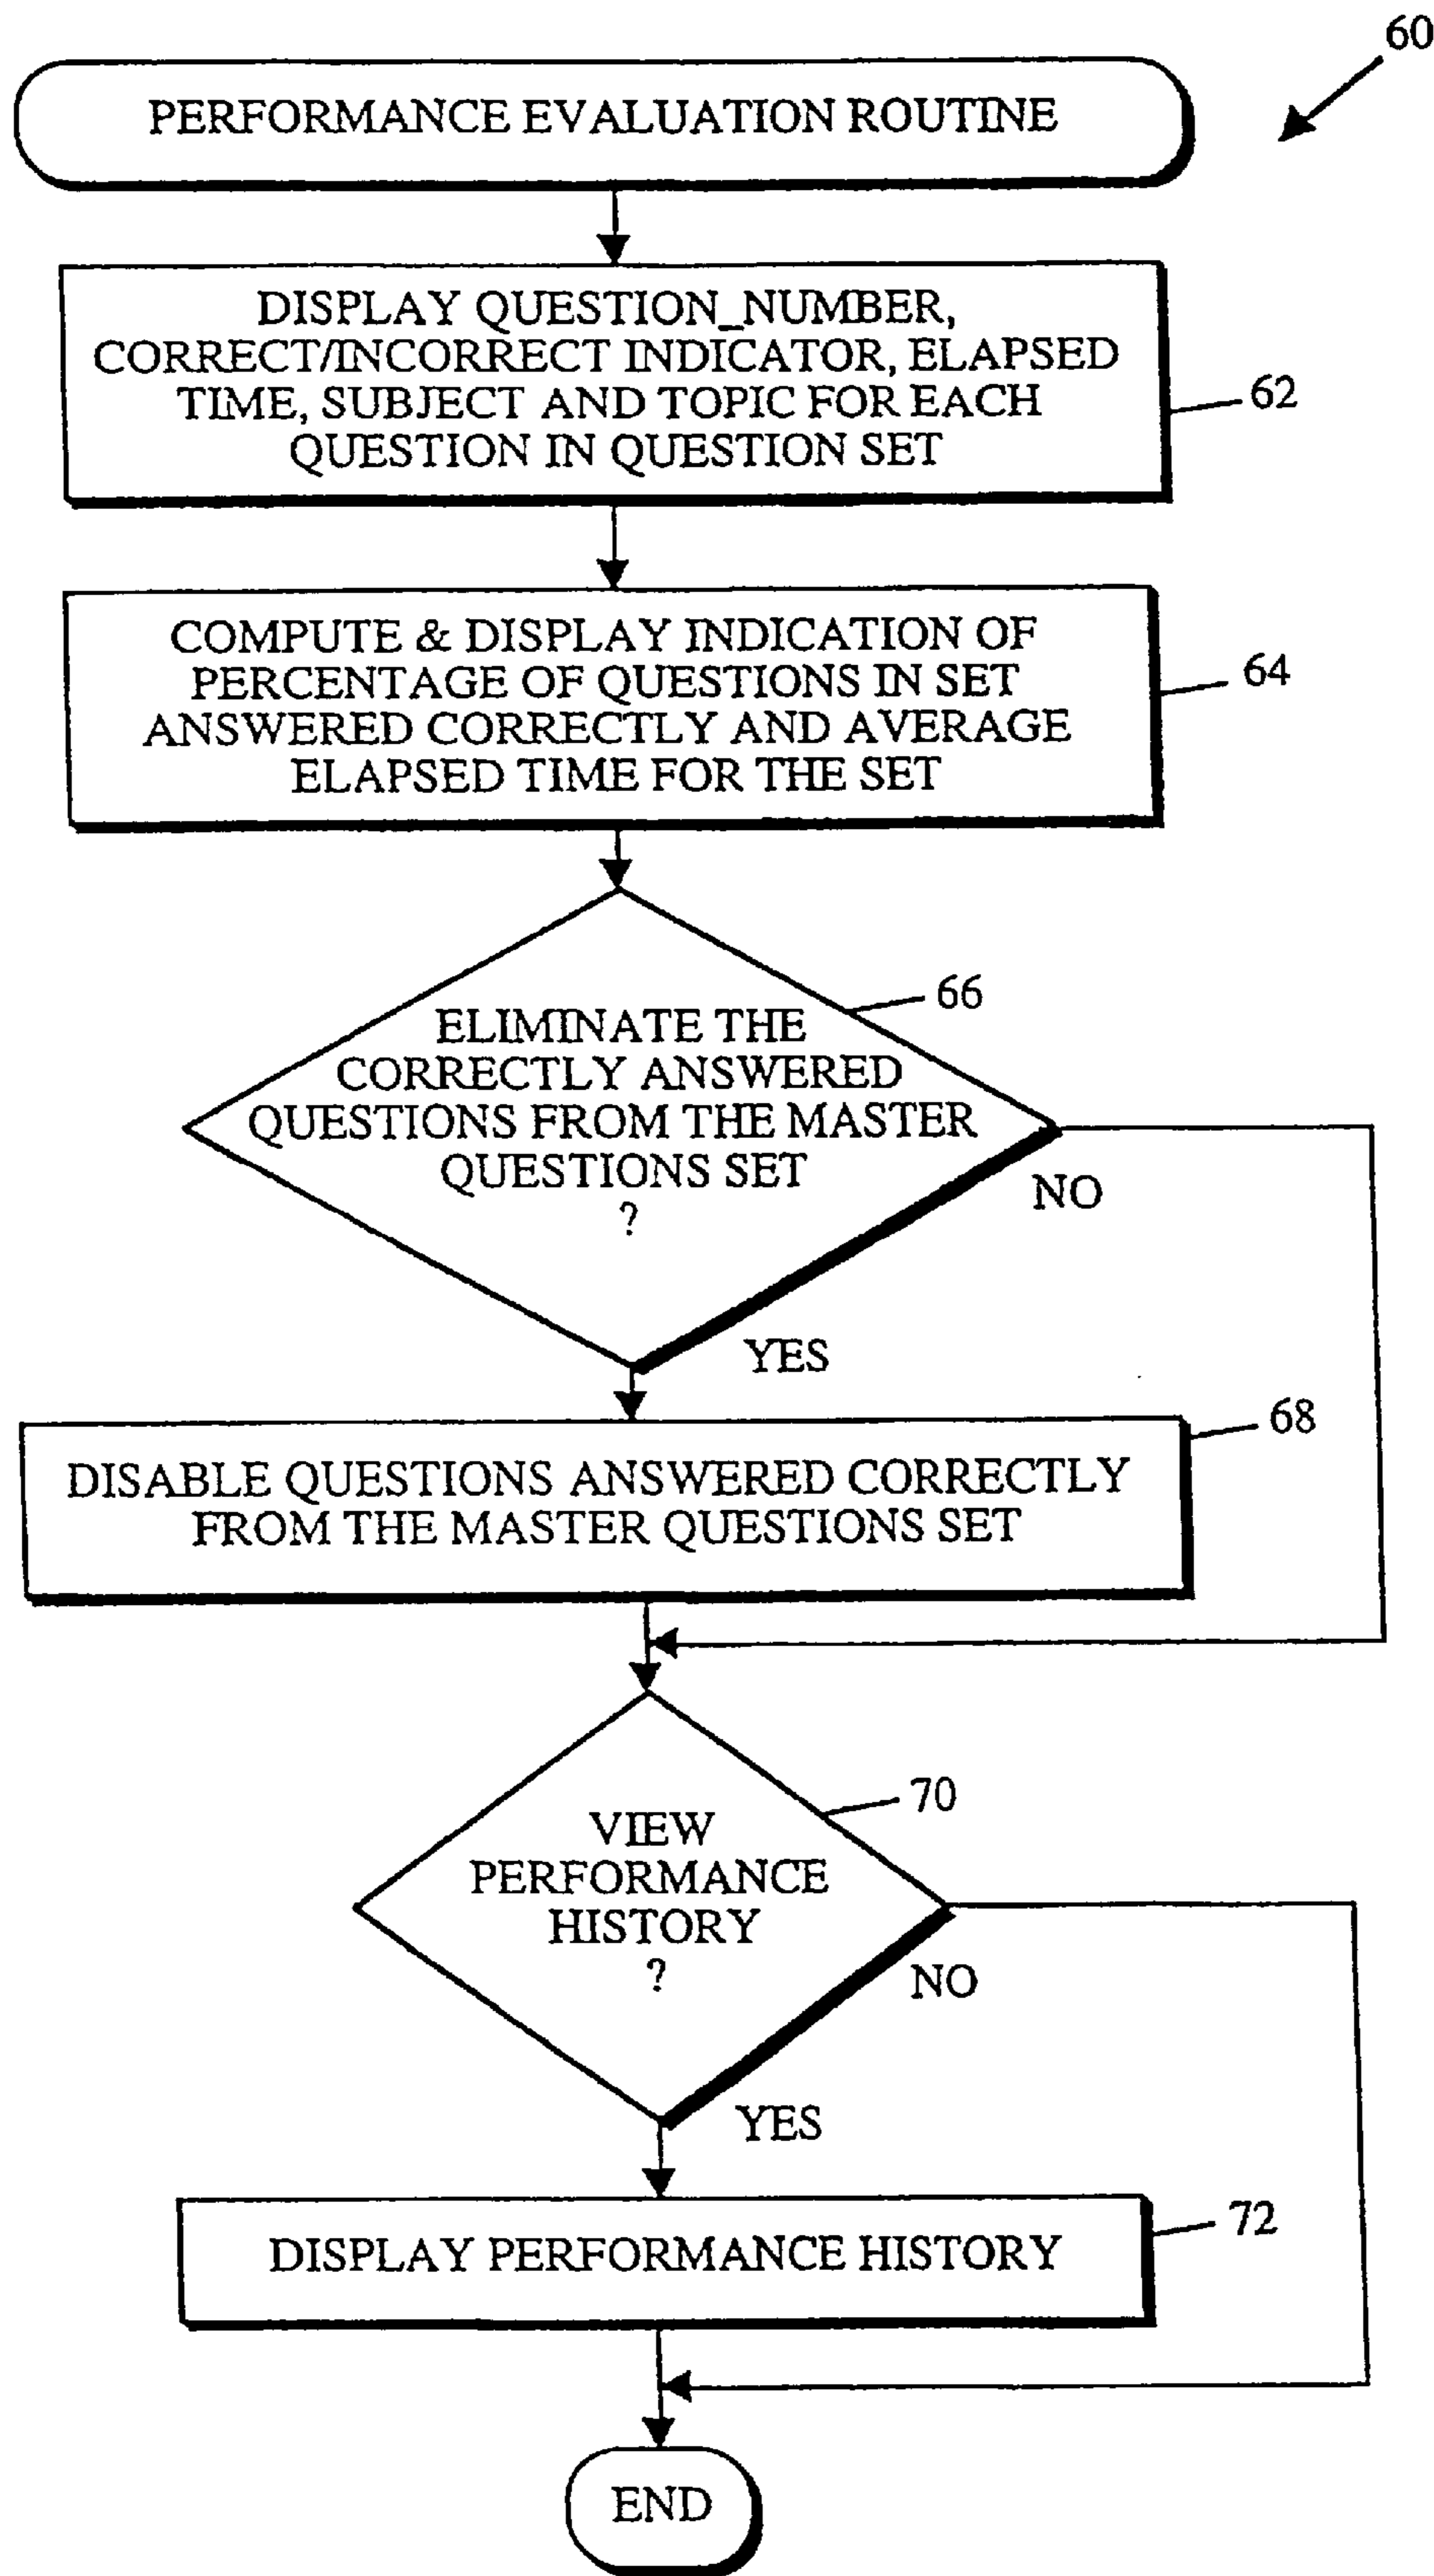 60
PERFORMANCE EVALUATION ROUTINE
DISPLAY QUESTION_NUMBER,
CORRECT/INCORRECT INDICATOR, ELAPSED
TIME, SUBJECT AND TOPIC FOR EACH
QUESTION IN QUESTION SET
62
COMPUTE & DISPLAY INDICATION OF
PERCENTAGE OF QUESTIONS IN SET
ANSWERED CORRECTLY AND AVERAGE
ELAPSED TIME FOR THE SET
64
66
ELIMINATE THE
CORRECTLY ANSWERED
QUESTIONS FROM THE MASTER
QUESTIONS SET
?
NO
YES
68
DISABLE QUESTIONS ANSWERED CORRECTLY
FROM THE MASTER QUESTIONS SET
70
VIEW
PERFORMANCE
HISTORY
?
NO
YES
72
DISPLAY PERFORMANCE HISTORY
END